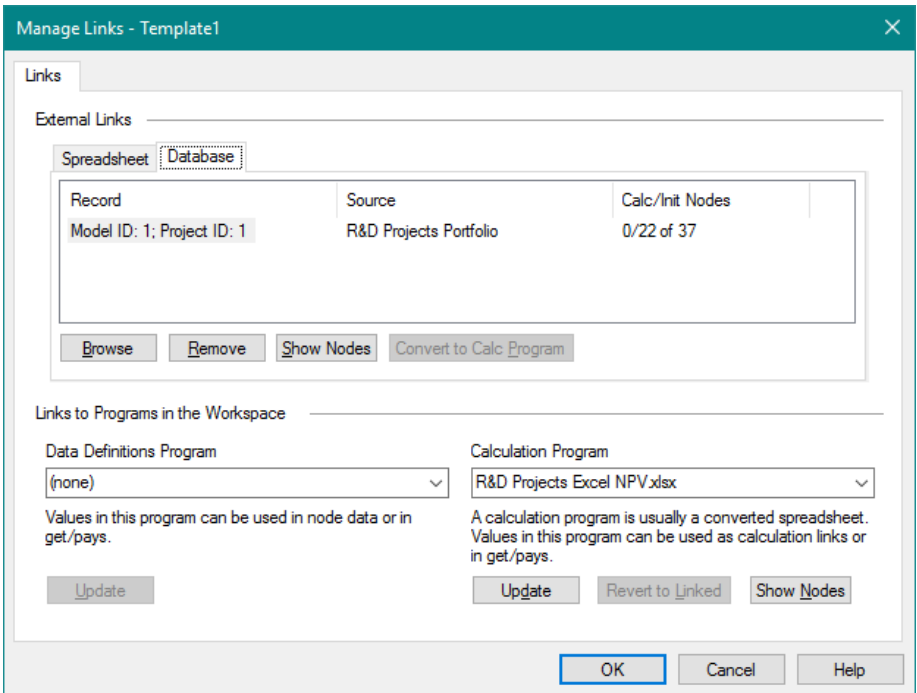 Manage Links - Template1
Links
External Links
Spreadsheet Database
Record Source Calc/Init Nodes
Model ID: 1; Project ID: 1 R&D Projects Portfolio 0/22 of 37
Browse Remove Show Nodes Convert to Calc Program
Links to Programs in the Workspace
Data Definitions Program
(none)
Values in this program can be used in node data or in
get/pays.
Update
Calculation Program
R&D Projects Excel NPV.xlsx
A calculation program is usually a converted spreadsheet.
Values in this program can be used as calculation links or
in get/pays.
Update Revert to Linked Show Nodes
OK Cancel Help